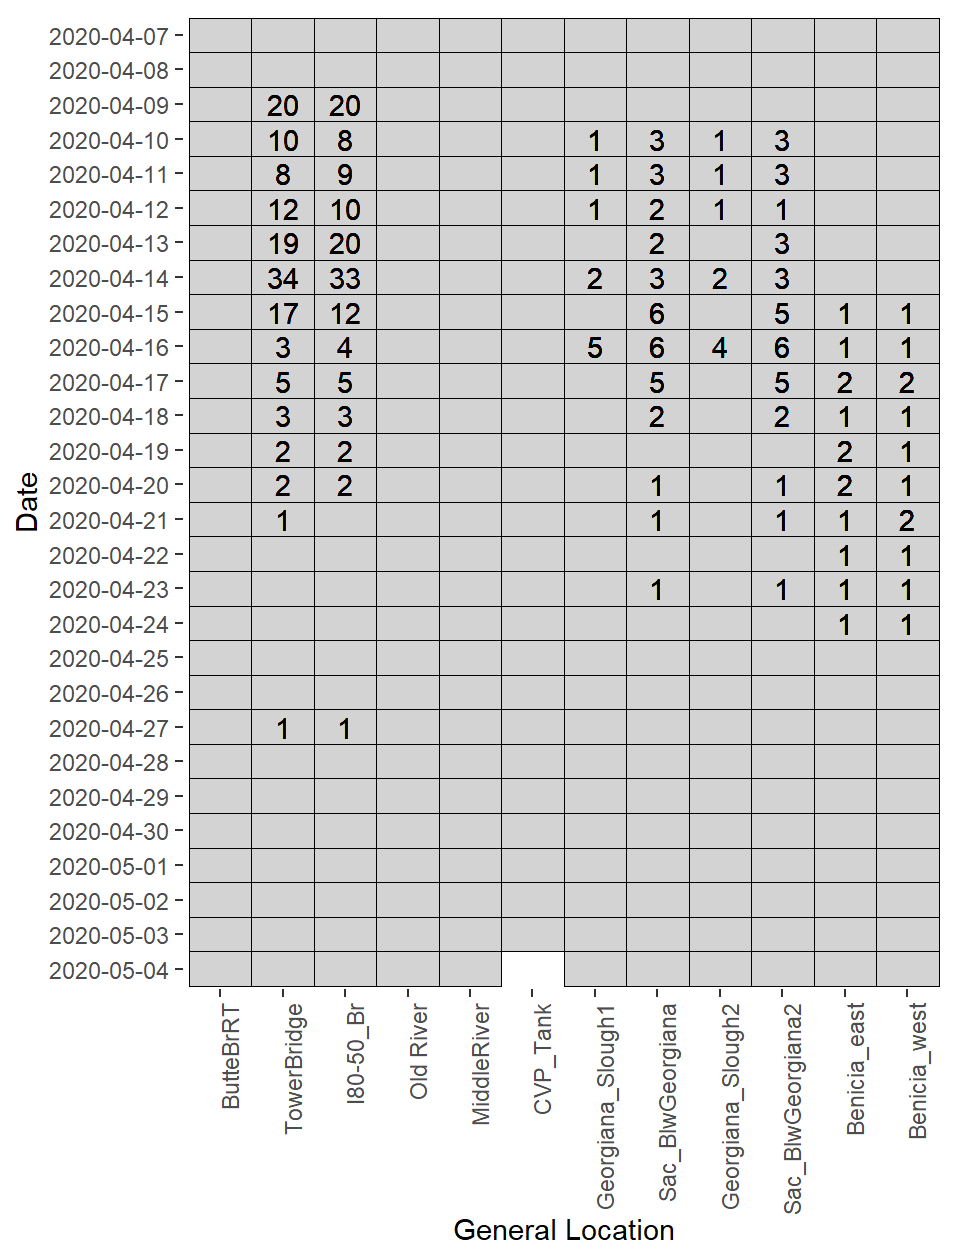 2020-04-07
2020-04-08
2020-04-09 20 20
2020-04-10 10 8 1 3 1 3
2020-04-11 8 9 1 3 1 3
2020-04-12 12 10 1 2 1 1
2020-04-13 19 20 2 3
2020-04-14 34 33 2 3 2 3
2020-04-15 17 12 6 5 1 1
2020-04-16 3 4 5 6 4 6 1 1
2020-04-17 5 5 5 5 2 2
2020-04-18 3 3 2 2 1 1
2020-04-19 2 2 2 1
2020-04-20 2 2 1 1 2 1
2020-04-21 1 1 1 1 2
2020-04-22 1 1
2020-04-23 1 1 1 1
2020-04-24 1 1
2020-04-25
2020-04-26
2020-04-27 1 1
2020-04-28
2020-04-29
2020-04-30
2020-05-01
2020-05-02
2020-05-03
2020-05-04
Date
ButteBrRT
TowerBridge
I80-50_Br
Old River
MiddleRiver
CVP_Tank
Georgiana_Slough1
Sac_BlwGeorgiana
Georgiana_Slough2
Sac_BlwGeorgiana2
Benicia_east
Benicia_west
General Location